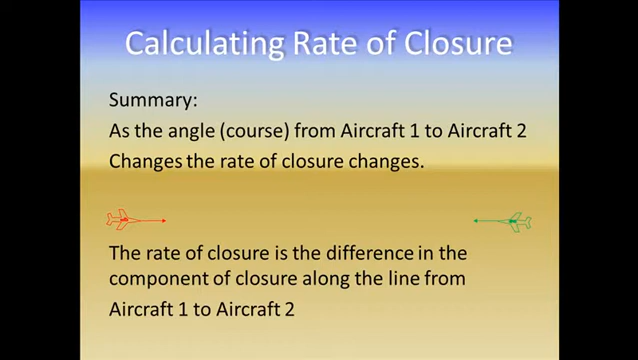 Calculating Rate of Closure
Summary:
As the angle (course) from Aircraft 1 to Aircraft 2
Changes the rate of closure changes.
The rate of closure is the difference in the
component of closure along the line from
Aircraft 1 to Aircraft 2